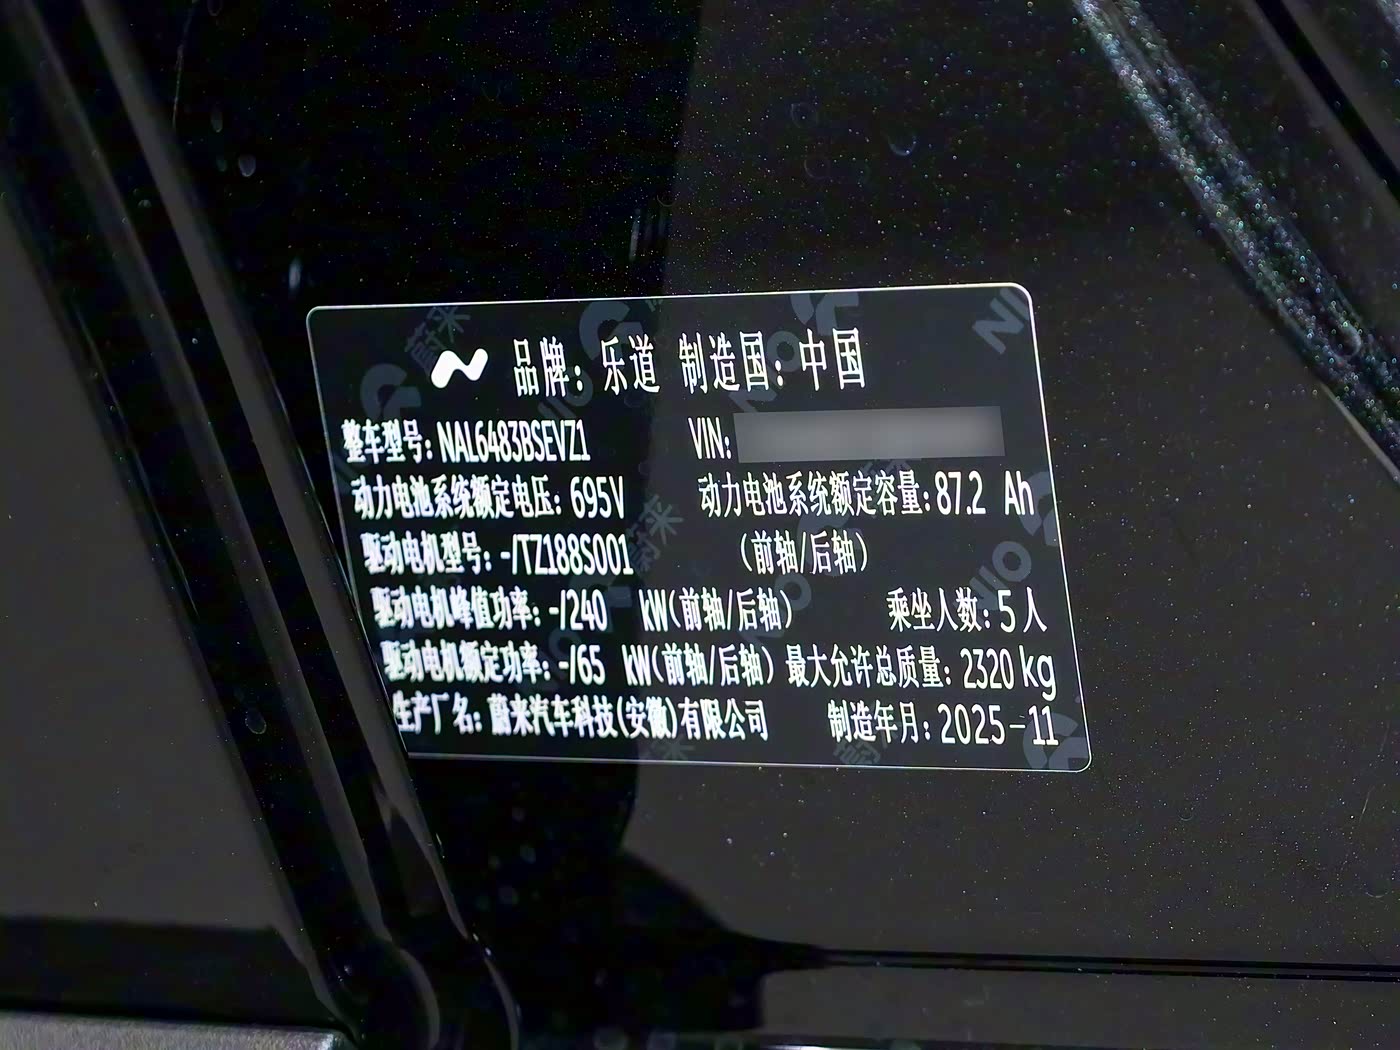 品牌：乐道 制造国：中国
整车型号：NAL6483BSEVZ1 VIN：
动力电池系统额定电压：695V 动力电池系统额定容量：87.2 Ah
驱动电机型号：-/TZ188S001 （前轴/后轴）
驱动电机峰值功率：-/240 kW（前轴/后轴） 乘坐人数：5人
驱动电机额定功率：-/65 kW（前轴/后轴） 最大允许总质量：2320 kg
生产厂名：蔚来汽车科技（安徽）有限公司 制造年月：2025-11